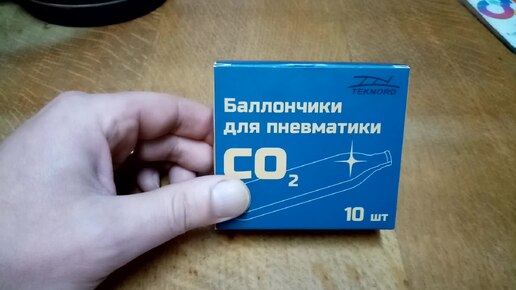 TEKNORD
Баллончики
для пневматики
CO2
10 шт